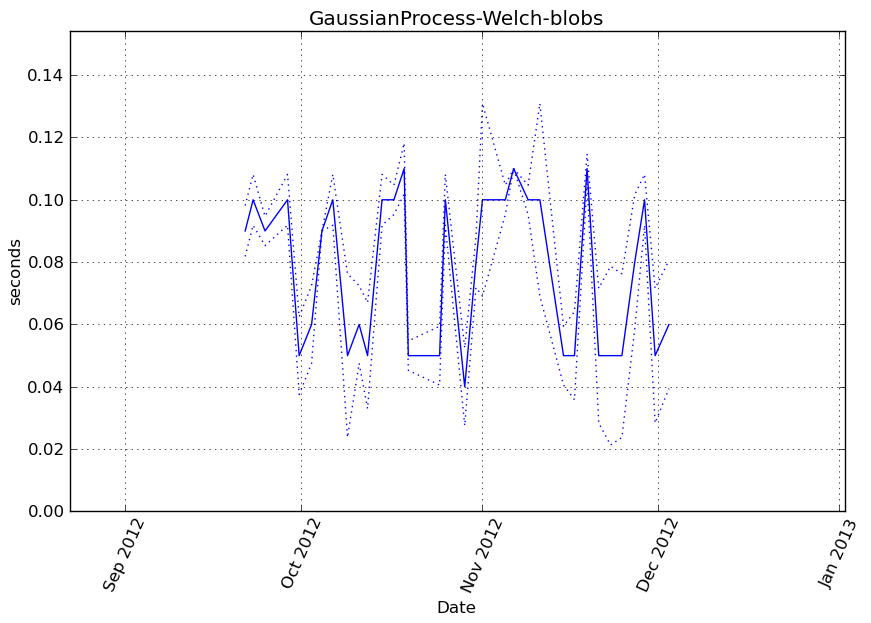 GaussianProcess-Welch-blobs
0.14
0.12
0.10
0.08
0.06
0.04
0.02
0.00
seconds
Sep 2012
Oct 2012
Nov 2012
Dec 2012
Jan 2013
Date